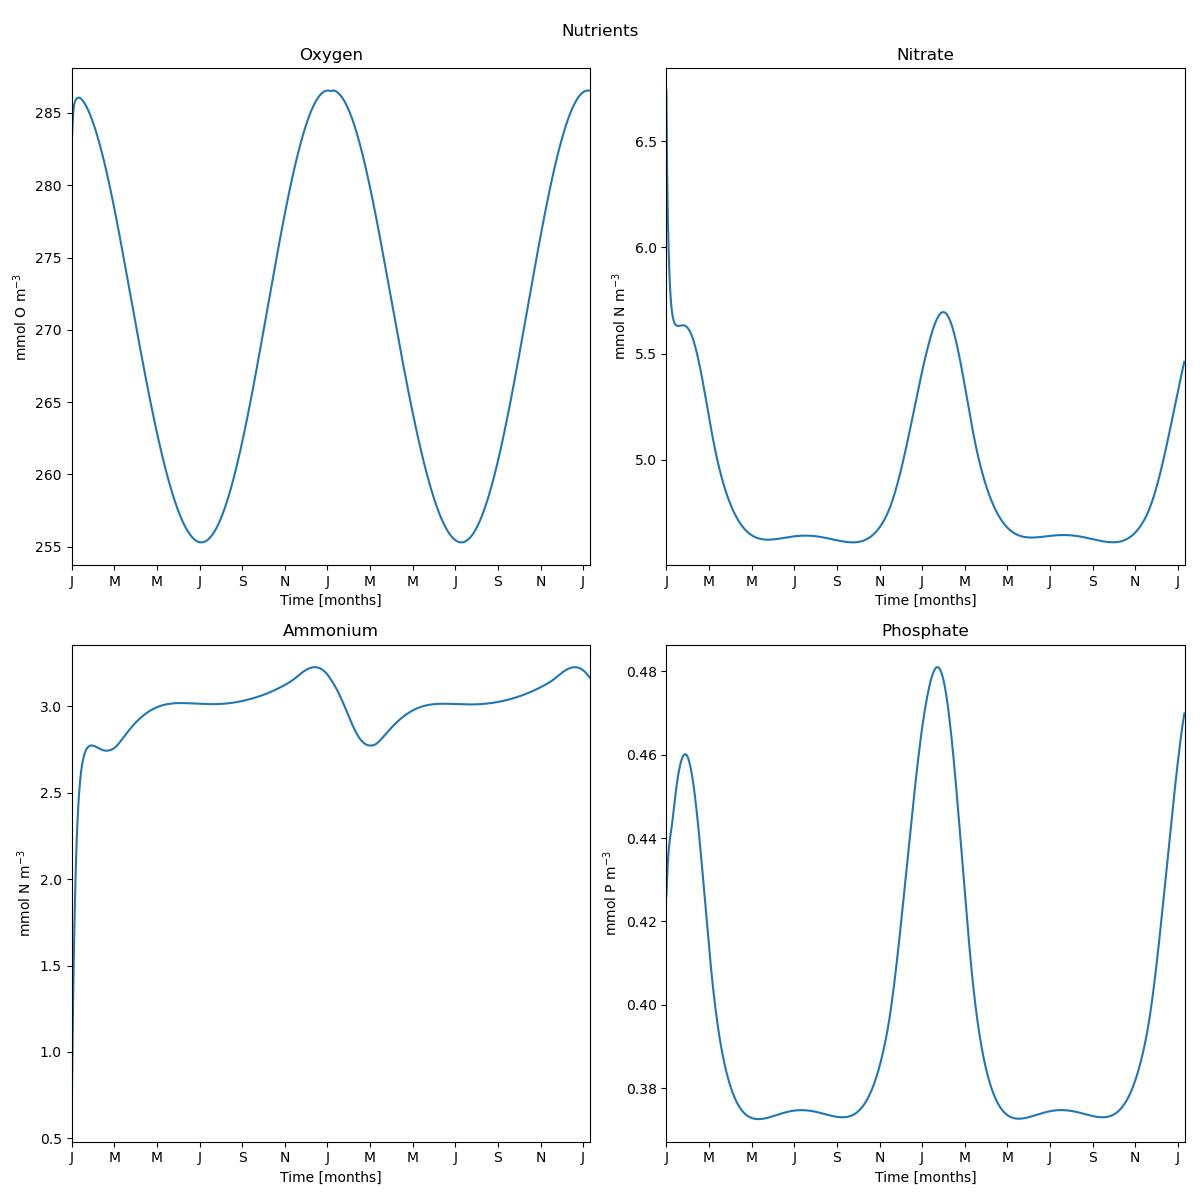 Nutrients
Oxygen
285
280
275
270
265
260
255
mmol O m⁻³
J M M J S N J M M J S N J
Time [months]
Nitrate
6.5
6.0
5.5
5.0
mmol N m⁻³
J M M J S N J M M J S N J
Time [months]
Ammonium
3.0
2.5
2.0
1.5
1.0
0.5
mmol N m⁻³
J M M J S N J M M J S N J
Time [months]
Phosphate
0.48
0.46
0.44
0.42
0.40
0.38
mmol P m⁻³
J M M J S N J M M J S N J
Time [months]